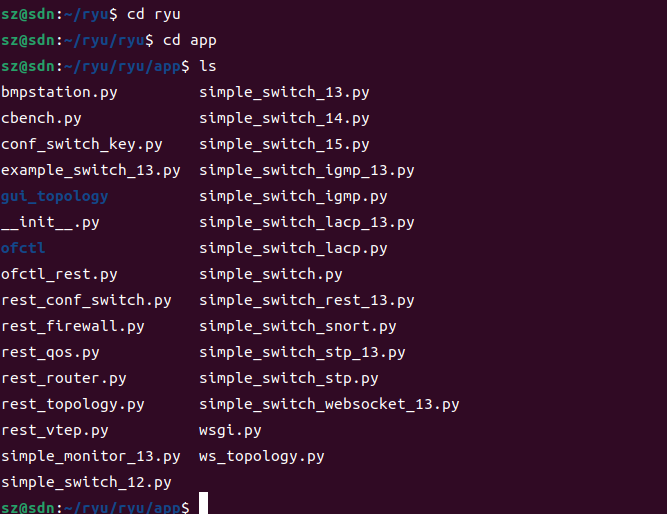 sz@sdn:~/ryu$ cd ryu
sz@sdn:~/ryu/ryu$ cd app
sz@sdn:~/ryu/ryu/app$ ls
bmpstation.py simple_switch_13.py
cbench.py simple_switch_14.py
conf_switch_key.py simple_switch_15.py
example_switch_13.py simple_switch_igmp_13.py
gui_topology simple_switch_igmp.py
__init__.py simple_switch_lacp_13.py
ofctl simple_switch_lacp.py
ofctl_rest.py simple_switch.py
rest_conf_switch.py simple_switch_rest_13.py
rest_firewall.py simple_switch_snort.py
rest_qos.py simple_switch_stp_13.py
rest_router.py simple_switch_stp.py
rest_topology.py simple_switch_websocket_13.py
rest_vtep.py wsgi.py
simple_monitor_13.py ws_topology.py
simple_switch_12.py
sz@sdn:~/ryu/ryu/app$